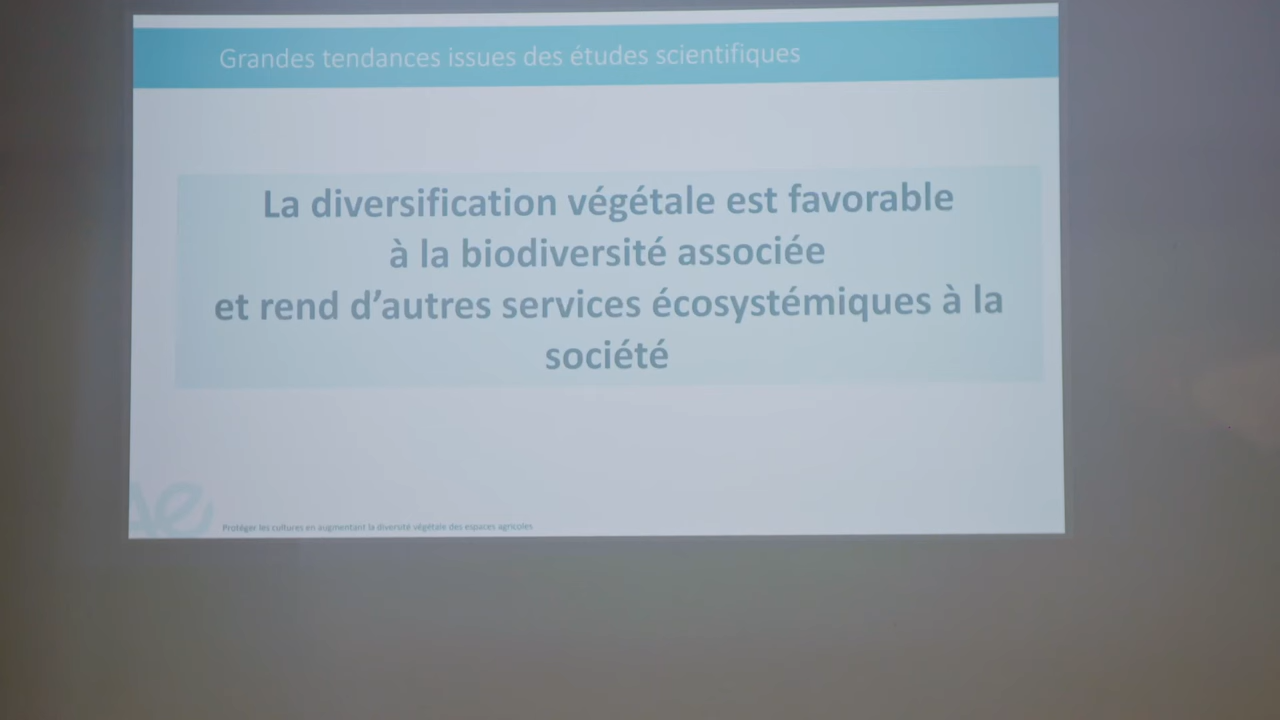 Grandes tendances issues des études scientifiques
La diversification végétale est favorable
à la biodiversité associée
et rend d’autres services écosystémiques à la
société
Protéger les cultures en augmentant la diversité végétale des espaces agricoles